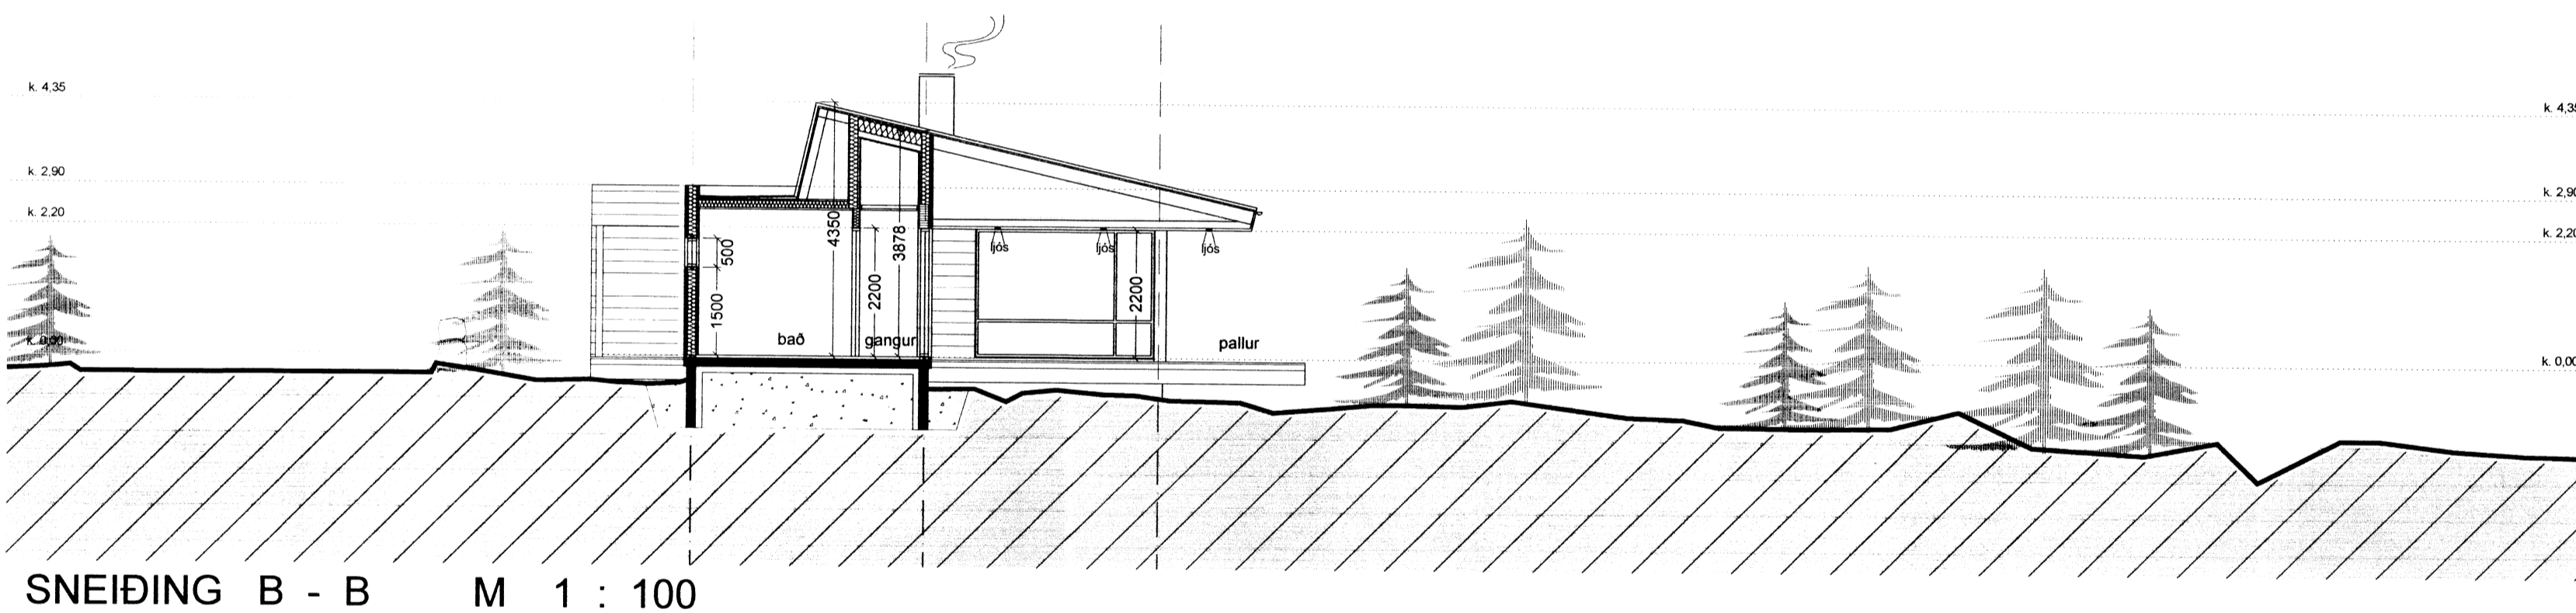 k. 4,35
k. 4,35
k. 2,90
k. 2,90
k. 2,20
k. 2,20
ljós
ljós
ljós
500
4350
3878
1500
2200
2200
bað
gangur
pallur
k. 0,00
k. 0,00
SNEIÐING B - B M 1 : 100